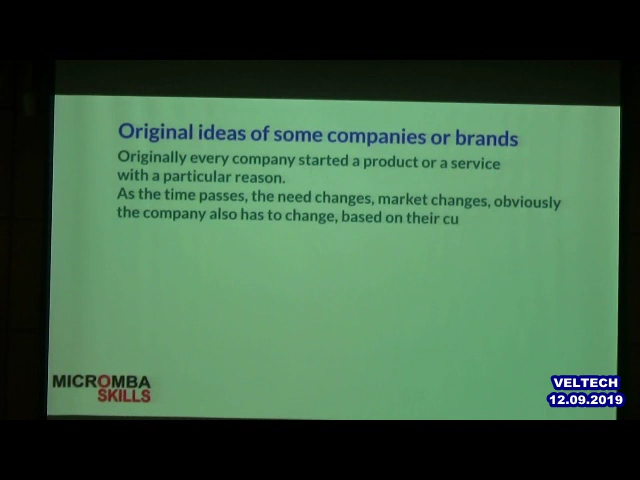 Original ideas of some companies or brands
Originally every company started a product or a service
with a particular reason.
As the time passes, the need changes, market changes, obviously
the company also has to change, based on their cu
MICROMBA
SKILLS
VELTECH
12.09.2019